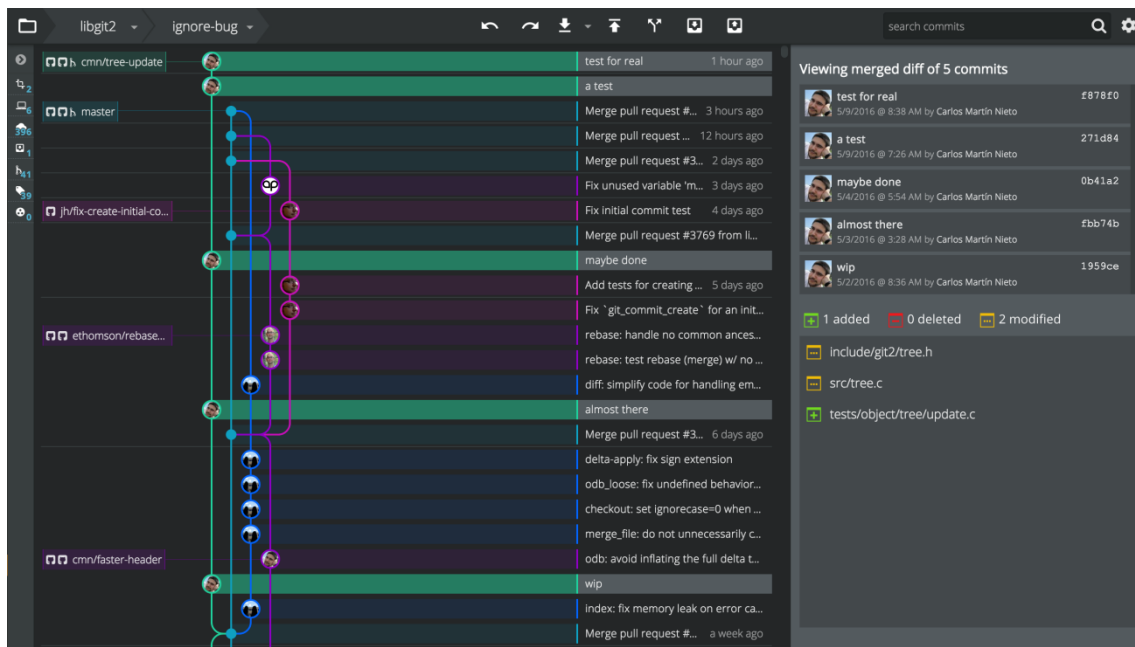 libgit2
ignore-bug
search commits
2
6
396
1
41
39
0
cmn/tree-update
test for real 1 hour ago
a test
master
Merge pull request #... 3 hours ago
Merge pull request ... 12 hours ago
Merge pull request #3... 2 days ago
Fix unused variable 'm... 3 days ago
jh/fix-create-initial-co...
Fix initial commit test 4 days ago
Merge pull request #3769 from li...
maybe done
Add tests for creating ... 5 days ago
Fix `git_commit_create` for an init...
ethomson/rebase...
rebase: handle no common ances...
rebase: test rebase (merge) w/ no ...
diff: simplify code for handling em...
almost there
Merge pull request #3... 6 days ago
delta-apply: fix sign extension
odb_loose: fix undefined behavior...
checkout: set ignorecase=0 when ...
merge_file: do not unnecessarily c...
cmn/faster-header
odb: avoid inflating the full delta t...
wip
index: fix memory leak on error ca...
Merge pull request #... a week ago
Viewing merged diff of 5 commits
test for real f878f0
5/9/2016 @ 8:38 AM by Carlos Martín Nieto
a test 271d84
5/9/2016 @ 7:26 AM by Carlos Martín Nieto
maybe done 0b41a2
5/4/2016 @ 5:54 AM by Carlos Martín Nieto
almost there fbb74b
5/3/2016 @ 3:28 AM by Carlos Martín Nieto
wip 1959ce
5/2/2016 @ 8:36 AM by Carlos Martín Nieto
1 added 0 deleted 2 modified
include/git2/tree.h
src/tree.c
tests/object/tree/update.c